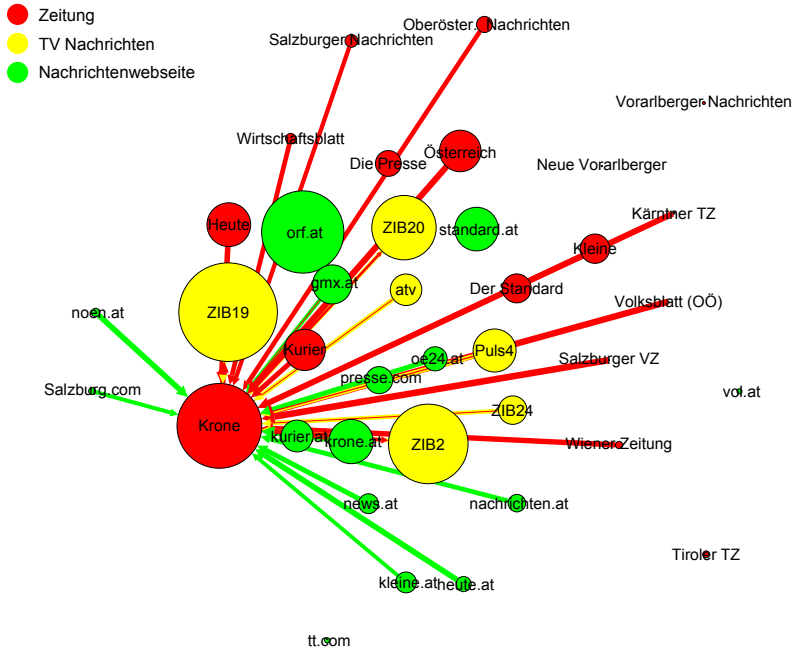 Zeitung
TV Nachrichten
Nachrichtenwebseite
Oberöster. Nachrichten
Salzburger Nachrichten
Vorarlberger Nachrichten
Wirtschaftsblatt
Die Presse
Österreich
Neue Vorarlberger
Kärntner TZ
Heute
orf.at
ZIB20
standard.at
Kleine
gmx.at
atv
Der Standard
Volksblatt (OÖ)
noen.at
ZIB19
Kurier
oe24.at
Puls4
Salzburger VZ
presse.com
Salzburg.com
vol.at
ZIB24
Krone
kurier.at
krone.at
ZIB2
Wiener Zeitung
news.at
nachrichten.at
Tiroler TZ
kleine.at
heute.at
tt.com